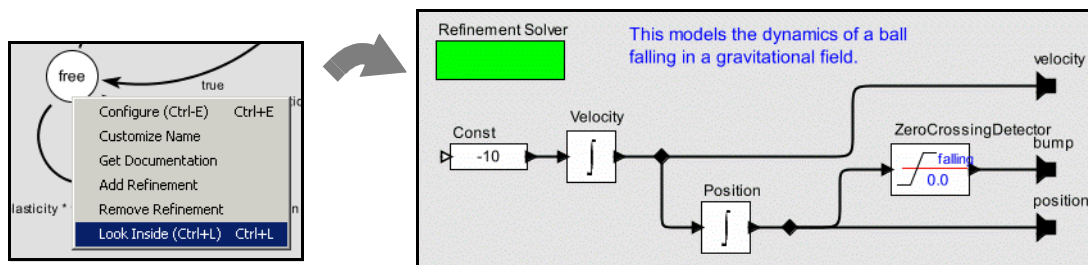 free
true
Configure (Ctrl-E) Ctrl+E
Customize Name
Get Documentation
Add Refinement
Remove Refinement
Look Inside (Ctrl+L) Ctrl+L
lasticity *
n
Refinement Solver
This models the dynamics of a ball
falling in a gravitational field.
velocity
Velocity
Const
-10
ZeroCrossingDetector
falling
0.0
bump
Position
position